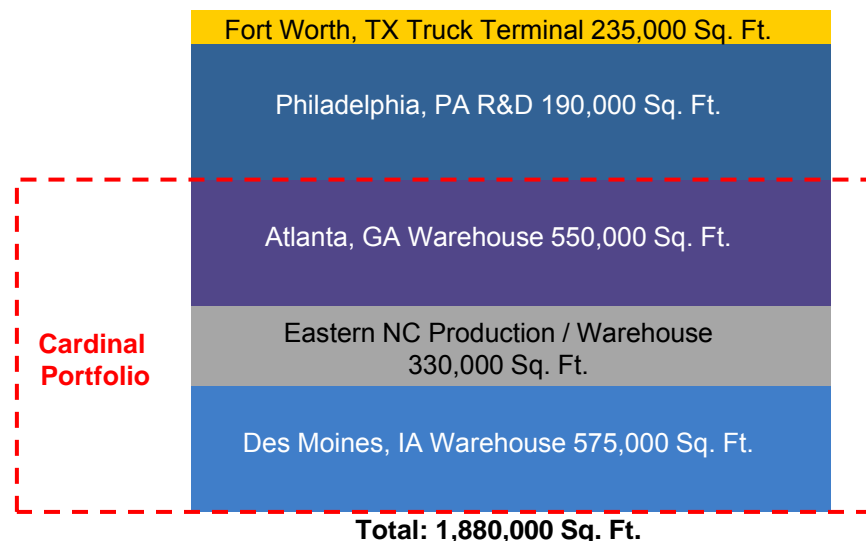 Fort Worth, TX Truck Terminal 235,000 Sq. Ft.
Philadelphia, PA R&D 190,000 Sq. Ft.
Atlanta, GA Warehouse 550,000 Sq. Ft.
Cardinal
Portfolio
Eastern NC Production / Warehouse
330,000 Sq. Ft.
Des Moines, IA Warehouse 575,000 Sq. Ft.
Total: 1,880,000 Sq. Ft.